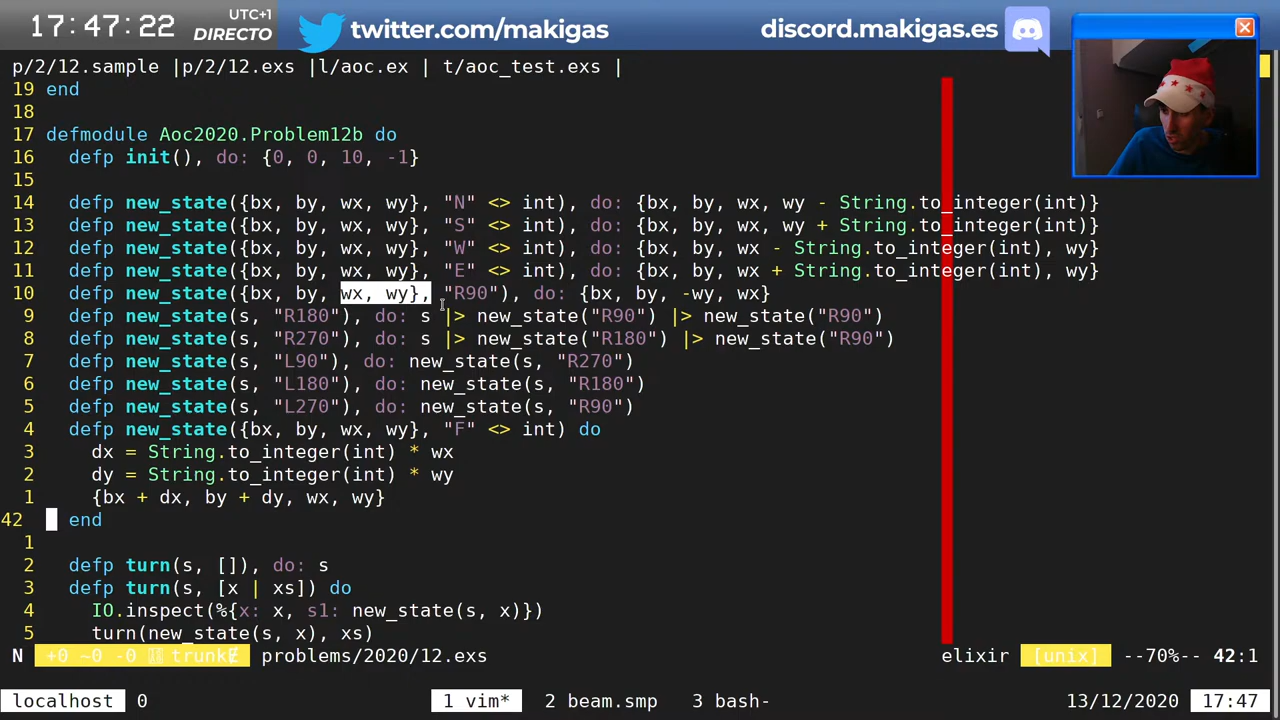 17:47:22
UTC+1
DIRECTO
twitter.com/makigas
discord.makigas.es
p/2/12.sample |p/2/12.exs |l/aoc.ex | t/aoc_test.exs |
19 end
18
17 defmodule Aoc2020.Problem12b do
16   defp init(), do: {0, 0, 10, -1}
15
14   defp new_state({bx, by, wx, wy}, "N" <> int), do: {bx, by, wx, wy - String.to_integer(int)}
13   defp new_state({bx, by, wx, wy}, "S" <> int), do: {bx, by, wx, wy + String.to_integer(int)}
12   defp new_state({bx, by, wx, wy}, "W" <> int), do: {bx, by, wx - String.to_integer(int), wy}
11   defp new_state({bx, by, wx, wy}, "E" <> int), do: {bx, by, wx + String.to_integer(int), wy}
10   defp new_state({bx, by, wx, wy}, "R90"), do: {bx, by, -wy, wx}
9   defp new_state(s, "R180"), do: s |> new_state("R90") |> new_state("R90")
8   defp new_state(s, "R270"), do: s |> new_state("R180") |> new_state("R90")
7   defp new_state(s, "L90"), do: new_state(s, "R270")
6   defp new_state(s, "L180"), do: new_state(s, "R180")
5   defp new_state(s, "L270"), do: new_state(s, "R90")
4   defp new_state({bx, by, wx, wy}, "F" <> int) do
3     dx = String.to_integer(int) * wx
2     dy = String.to_integer(int) * wy
1     {bx + dx, by + dy, wx, wy}
42   end
1
2   defp turn(s, []), do: s
3   defp turn(s, [x | xs]) do
4     IO.inspect(%{x: x, s1: new_state(s, x)})
5     turn(new_state(s, x), xs)
N +0 ~0 -0 trunk problems/2020/12.exs elixir [unix] --70%-- 42:1
localhost 0 1 vim* 2 beam.smp 3 bash- 13/12/2020 17:47